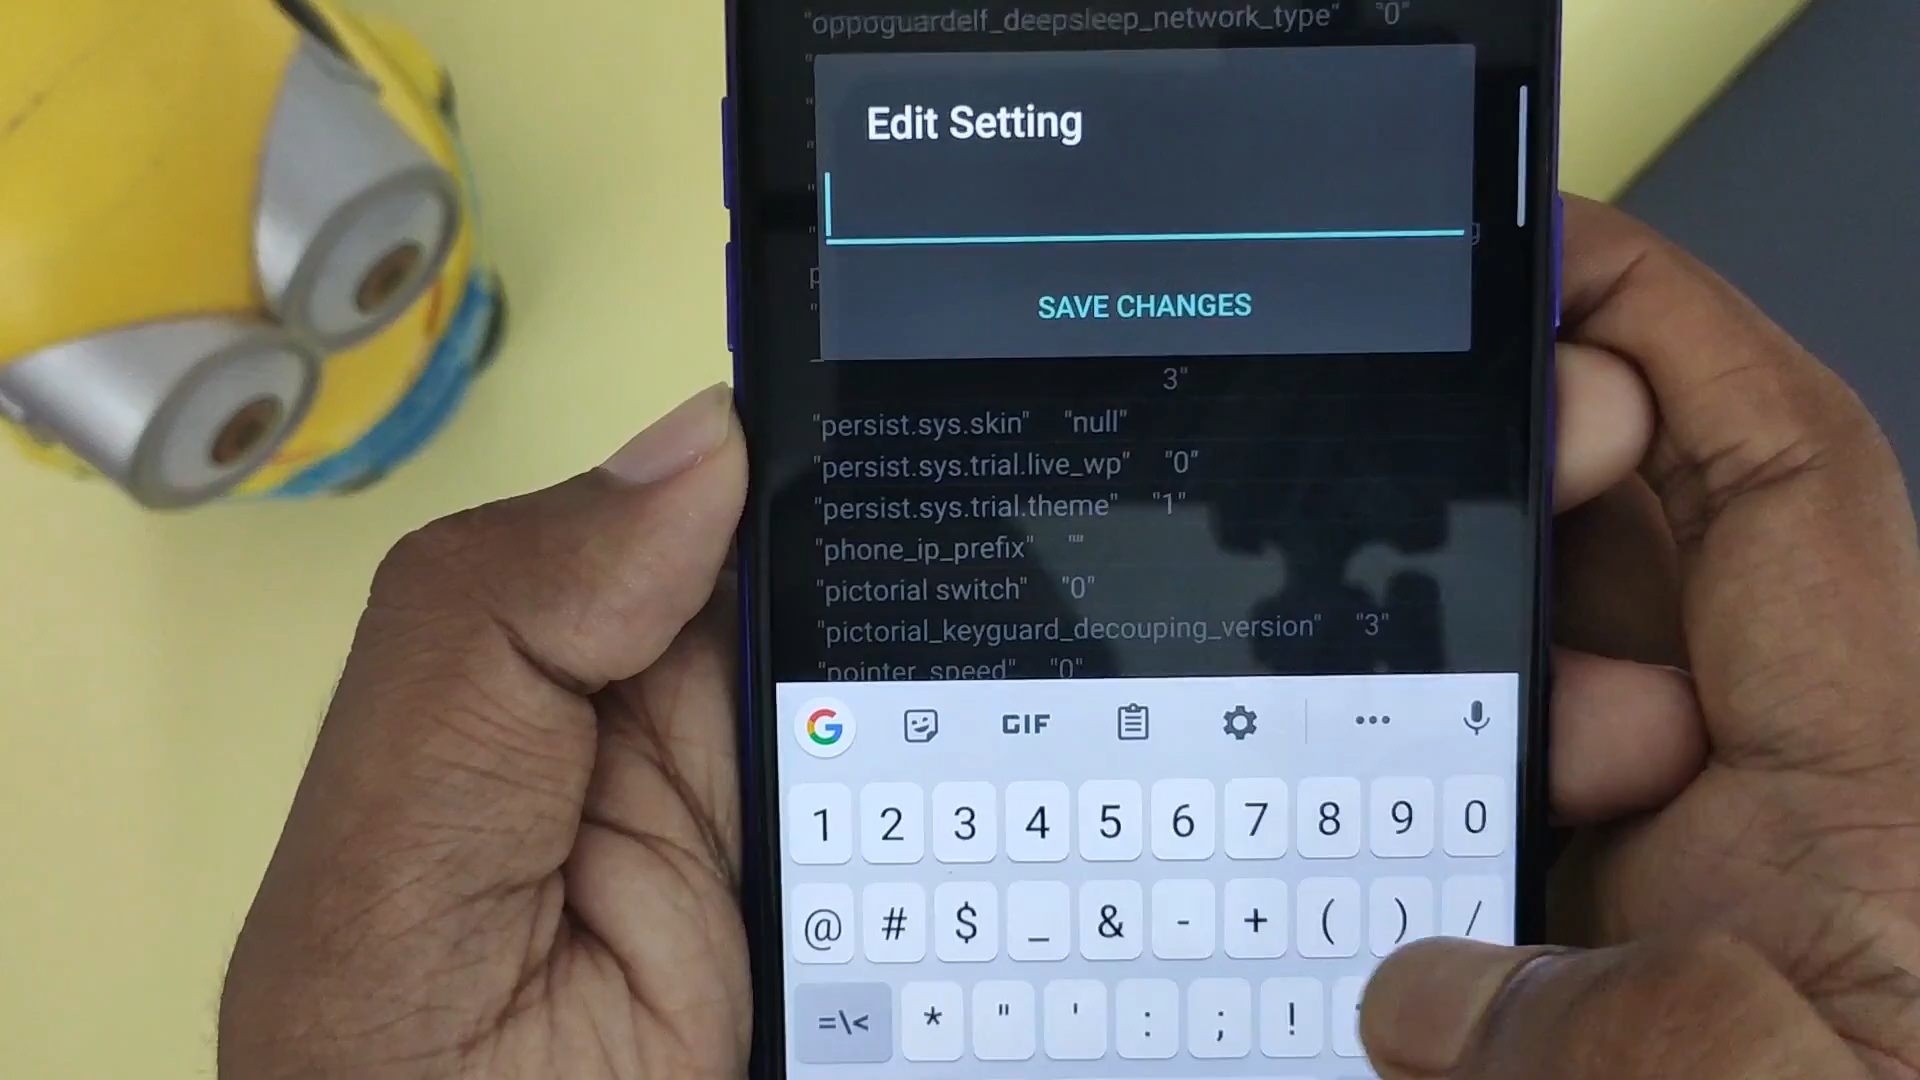 "oppoguardelf_deepsleep_network_type" "0"
Edit Setting
SAVE CHANGES
3"
"persist.sys.skin" "null"
"persist.sys.trial.live_wp" "0"
"persist.sys.trial.theme" "1"
"phone_ip_prefix" ""
"pictorial switch" "0"
"pictorial_keyguard_decouping_version" "3"
"pointer_speed" "0"
G GIF
1 2 3 4 5 6 7 8 9 0
@ # $ _ & - + ( ) /
=\< * " ' : ; !